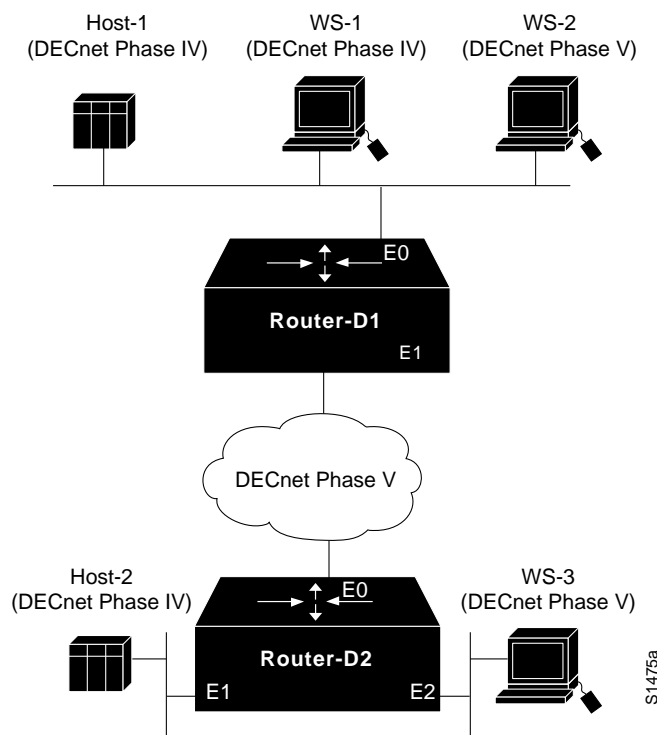 Host-1
(DECnet Phase IV)
WS-1
(DECnet Phase IV)
WS-2
(DECnet Phase V)
E0
Router-D1
E1
DECnet Phase V
Host-2
(DECnet Phase IV)
E0
WS-3
(DECnet Phase V)
Router-D2
E1
E2
S1475a